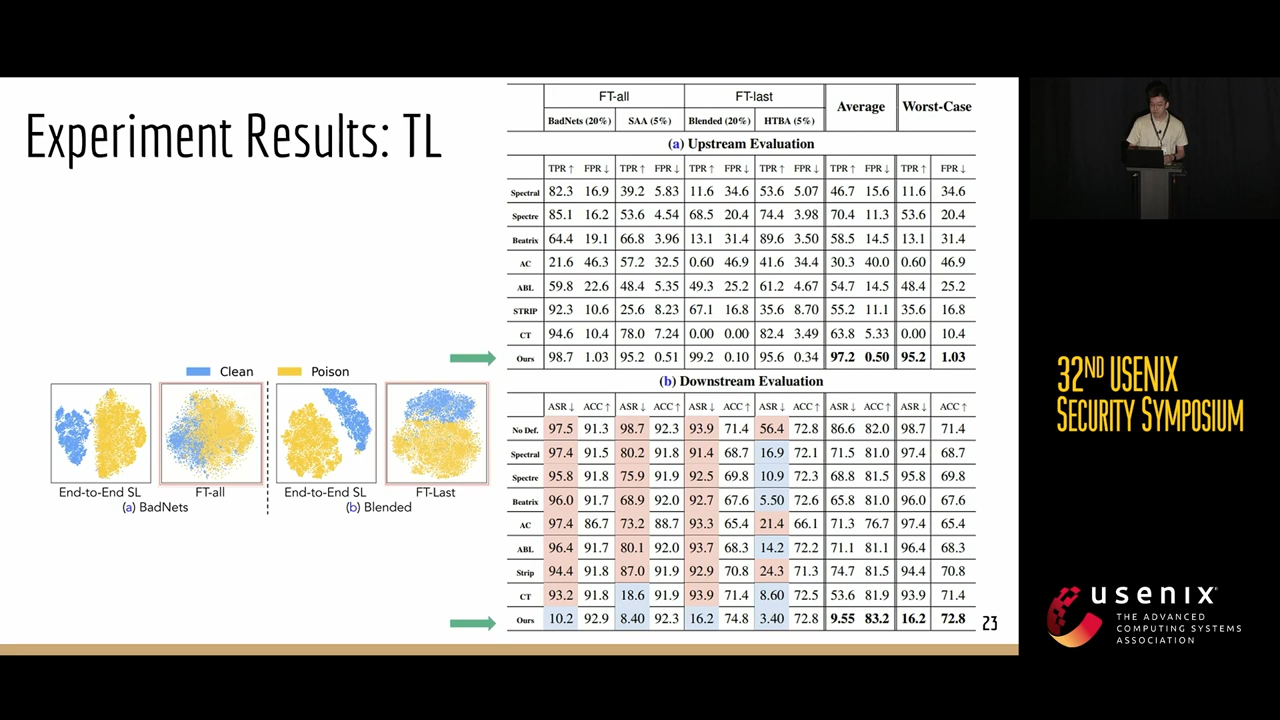 Experiment Results: TL
FT-all FT-last Average Worst-Case
BadNets (20%) SAA (5%) Blended (20%) HTBA (5%)
(a) Upstream Evaluation
TPR ↑ FPR ↓ TPR ↑ FPR ↓ TPR ↑ FPR ↓ TPR ↑ FPR ↓ TPR ↑ FPR ↓ TPR ↑ FPR ↓
Spectral 82.3 16.9 39.2 5.83 11.6 34.6 53.6 5.07 46.7 15.6 11.6 34.6
Spectre 85.1 16.2 53.6 4.54 68.5 20.4 74.4 3.98 70.4 11.3 53.6 20.4
Beatrix 64.4 19.1 66.8 3.96 13.1 31.4 89.6 3.50 58.5 14.5 13.1 31.4
AC 21.6 46.3 57.2 32.5 0.60 46.9 41.6 34.4 30.3 40.0 0.60 46.9
ABL 59.8 22.6 48.4 5.35 49.3 25.2 61.2 4.67 54.7 14.5 48.4 25.2
STRIP 92.3 10.6 25.6 8.23 67.1 16.8 35.6 8.70 55.2 11.1 35.6 16.8
CT 94.6 10.4 78.0 7.24 0.00 0.00 82.4 3.49 63.8 5.33 0.00 10.4
Ours 98.7 1.03 95.2 0.51 99.2 0.10 95.6 0.34 97.2 0.50 95.2 1.03
(b) Downstream Evaluation
ASR ↓ ACC ↑ ASR ↓ ACC ↑ ASR ↓ ACC ↑ ASR ↓ ACC ↑ ASR ↓ ACC ↑ ASR ↓ ACC ↑
No Def. 97.5 91.3 98.7 92.3 93.9 71.4 56.4 72.8 86.6 82.0 98.7 71.4
Spectral 97.4 91.5 80.2 91.8 91.4 68.7 16.9 72.1 71.5 81.0 97.4 68.7
Spectre 95.8 91.8 75.9 91.9 92.5 69.8 10.9 72.3 68.8 81.5 95.8 69.8
Beatrix 96.0 91.7 68.9 92.0 92.7 67.6 5.50 72.6 65.8 81.0 96.0 67.6
AC 97.4 86.7 73.2 88.7 93.3 65.4 21.4 66.1 71.3 76.7 97.4 65.4
ABL 96.4 91.7 80.1 92.0 93.7 68.3 14.2 72.2 71.1 81.1 96.4 68.3
Strip 94.4 91.8 87.0 91.9 92.9 70.8 24.3 71.3 74.7 81.5 94.4 70.8
CT 93.2 91.8 18.6 91.9 93.9 71.4 8.60 72.5 53.6 81.9 93.9 71.4
Ours 10.2 92.9 8.40 92.3 16.2 74.8 3.40 72.8 9.55 83.2 16.2 72.8
Clean Poison
End-to-End SL FT-all End-to-End SL FT-Last
(a) BadNets (b) Blended
23
32ND USENIX
SECURITY SYMPOSIUM
usenix
THE ADVANCED
COMPUTING SYSTEMS
ASSOCIATION